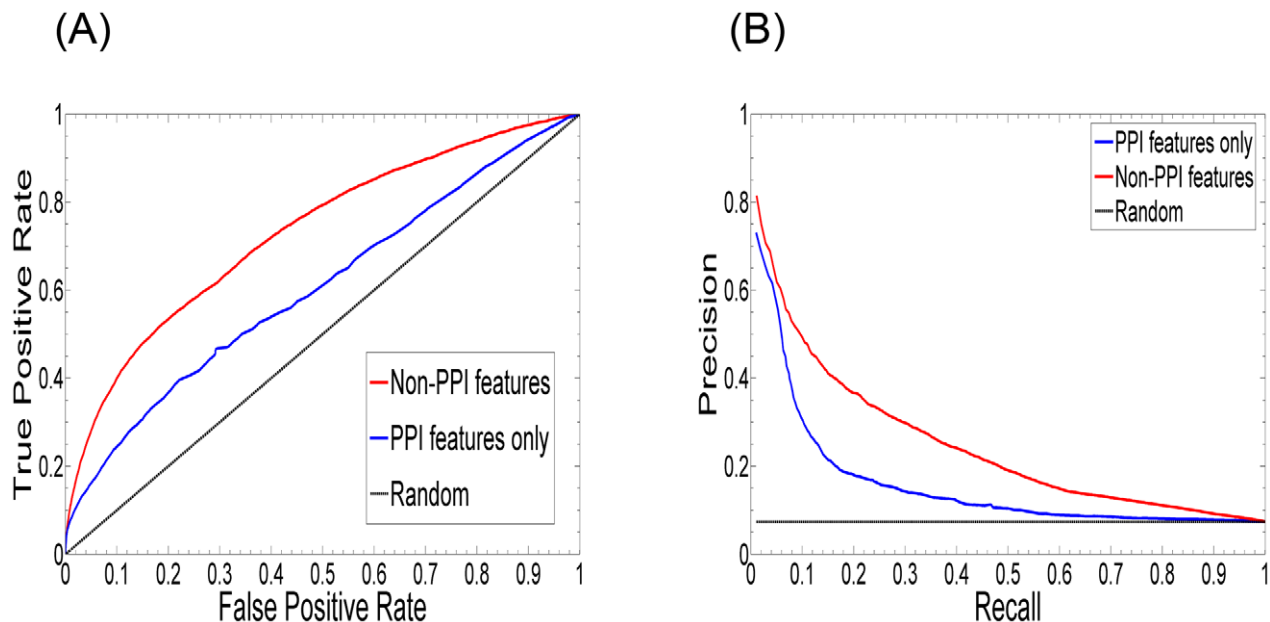 (A)
True Positive Rate
1
0.8
0.6
0.4
0.2
0
Non-PPI features
PPI features only
Random
0 0.1 0.2 0.3 0.4 0.5 0.6 0.7 0.8 0.9 1
False Positive Rate
(B)
Precision
1
0.8
0.6
0.4
0.2
0
PPI features only
Non-PPI features
Random
0 0.1 0.2 0.3 0.4 0.5 0.6 0.7 0.8 0.9 1
Recall